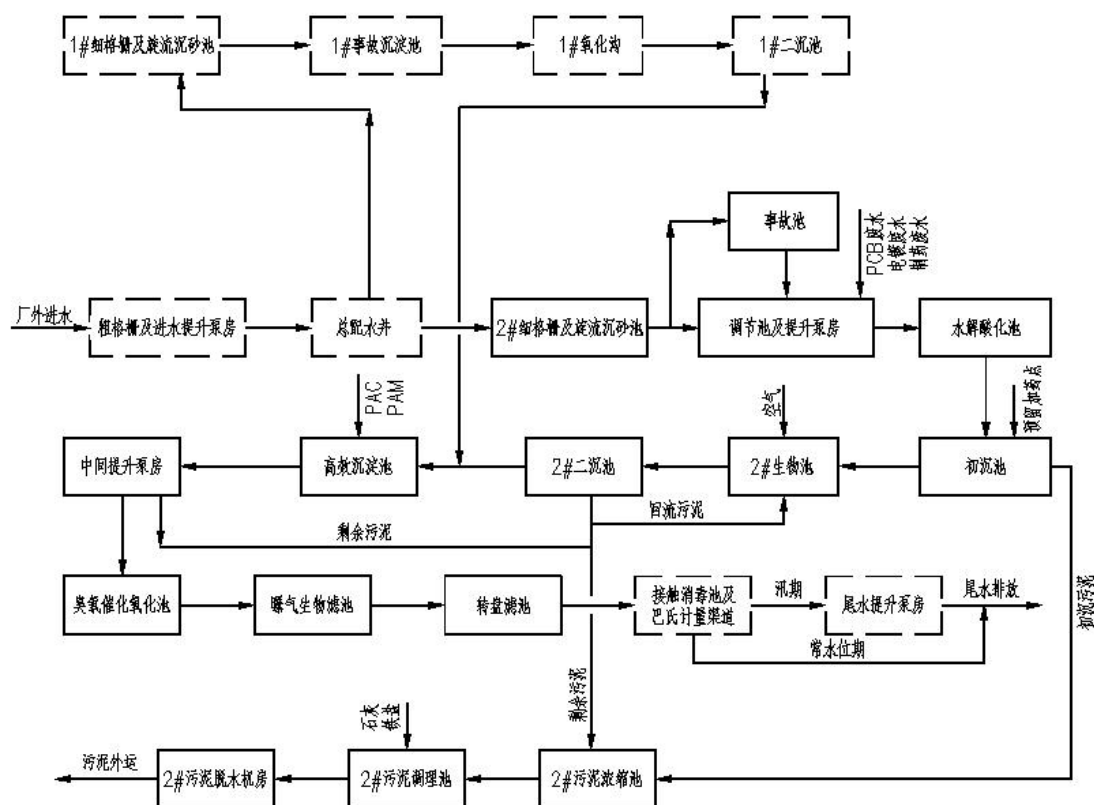 1#细格栅及旋流沉砂池
1#事故沉淀池
1#氧化沟
1#二沉池
事故池
PCB废水
电镀废水
制药废水
厂外进水
粗格栅及进水提升泵房
总配水井
2#细格栅及旋流沉砂池
调节池及提升泵房
水解酸化池
PAC
PAM
空气
预留加药点
中间提升泵房
高效沉淀池
2#二沉池
2#生物池
初沉池
回流污泥
剩余污泥
臭氧催化氧化池
曝气生物滤池
转盘滤池
接触消毒池及
巴氏计量渠道
汛期
尾水提升泵房
尾水排放
常水位期
初沉污泥
剩余污泥
石灰
铁盐
污泥外运
2#污泥脱水机房
2#污泥调理池
2#污泥浓缩池